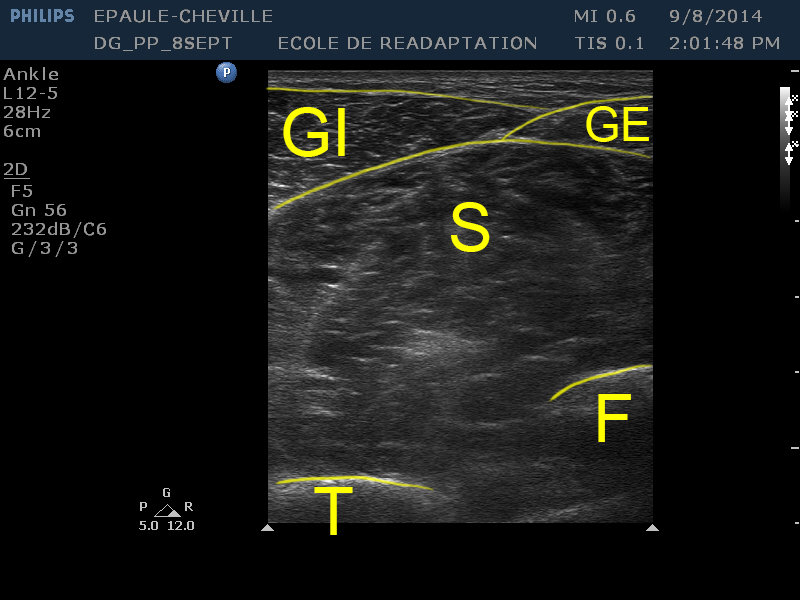 PHILIPS EPAULE-CHEVILLE MI 0.6 9/8/2014
DG_PP_8SEPT ECOLE DE READAPTATION TIS 0.1 2:01:48 PM
Ankle
L12-5
28Hz
6cm
2D
F5
Gn 56
232dB/C6
G/3/3
P
GI
GE
S
F
T
G
P R
5.0 12.0